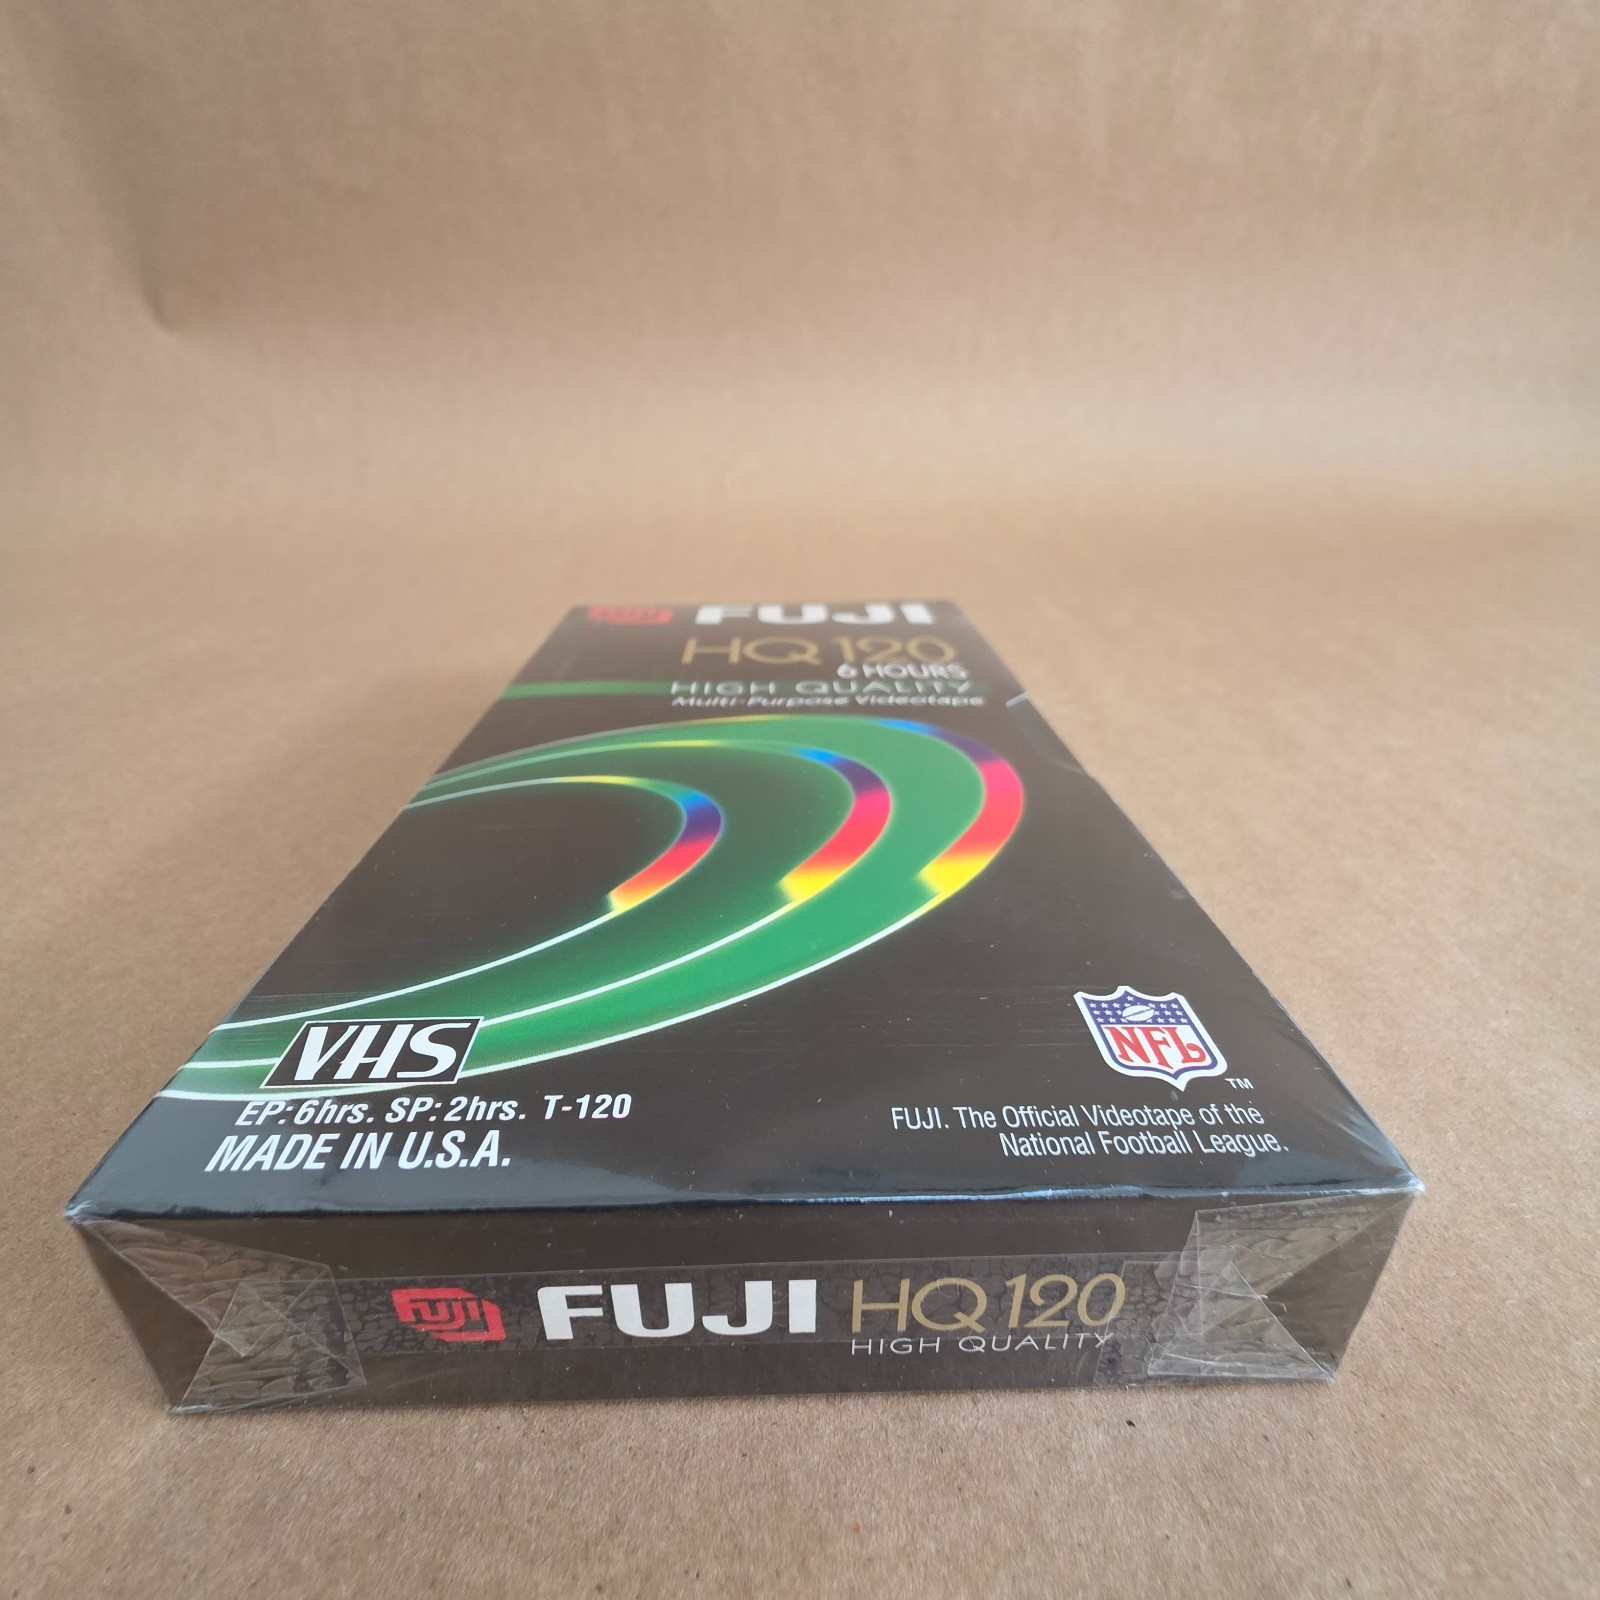 FUJI FUJI
HQ 120
6 HOURS
HIGH QUALITY
Multi-Purpose Videotape
NFL
TM
VHS
EP: 6hrs. SP: 2hrs. T-120
MADE IN U.S.A.
FUJI. The Official Videotape of the
National Football League.
FUJI FUJI HQ 120
HIGH QUALITY